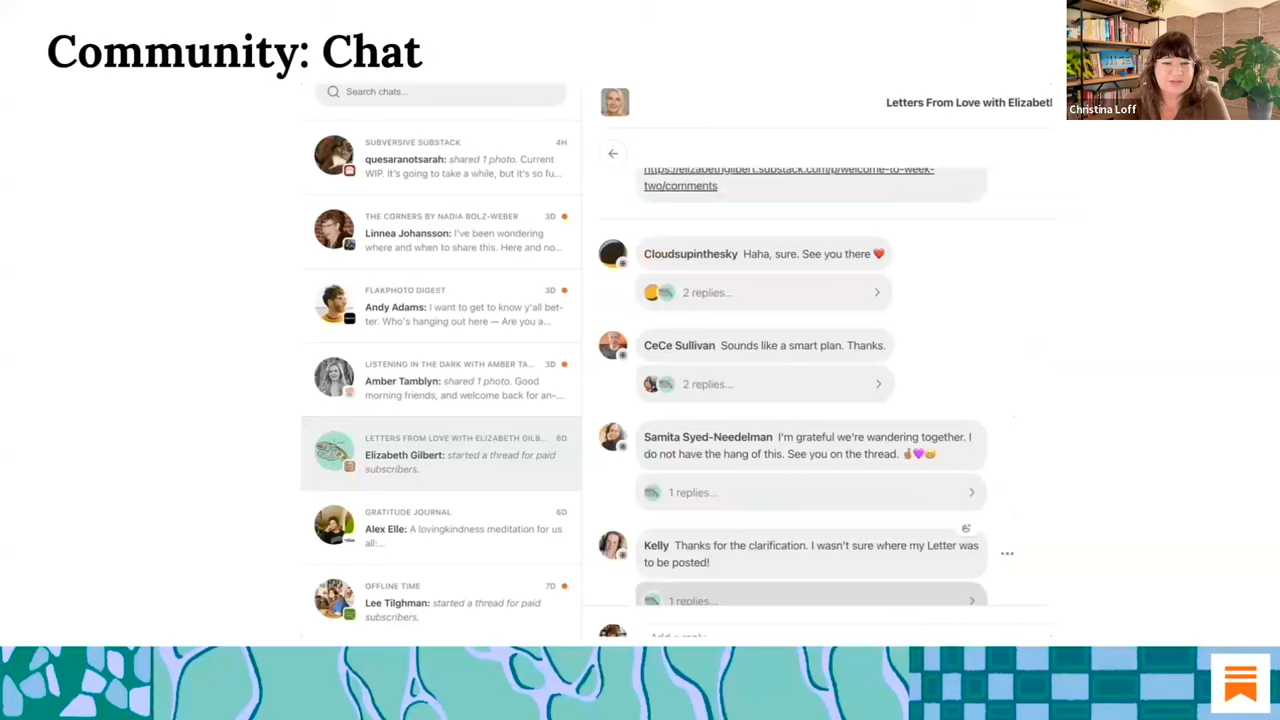 Community: Chat
Christina Loff
Search chats...
SUBVERSIVE SUBSTACK 4H
quesaranotsarah: shared 1 photo. Current
WIP. It's going to take a while, but it's so fu...
THE CORNERS BY NADIA BOLZ-WEBER 3D
Linnea Johansson: I've been wondering
where and when to share this. Here and no...
FLAKPHOTO DIGEST 3D
Andy Adams: I want to get to know y'all bet-
ter. Who's hanging out here — Are you a...
LISTENING IN THE DARK WITH AMBER TA... 3D
Amber Tamblyn: shared 1 photo. Good
morning friends, and welcome back for an-...
LETTERS FROM LOVE WITH ELIZABETH GILB... 6D
Elizabeth Gilbert: started a thread for paid
subscribers.
GRATITUDE JOURNAL 6D
Alex Elle: A lovingkindness meditation for us
all:...
OFFLINE TIME 7D
Lee Tilghman: started a thread for paid
subscribers.
Letters From Love with Elizabet
https://elizabethgilbert.substack.com/p/welcome-to-week-
two/comments
Cloudsupinthesky Haha, sure. See you there ❤️
2 replies...
CeCe Sullivan Sounds like a smart plan. Thanks.
2 replies...
Samita Syed-Needelman I'm grateful we're wandering together. I
do not have the hang of this. See you on the thread.
1 replies...
Kelly Thanks for the clarification. I wasn't sure where my Letter was
to be posted!
1 replies...
Add a reply